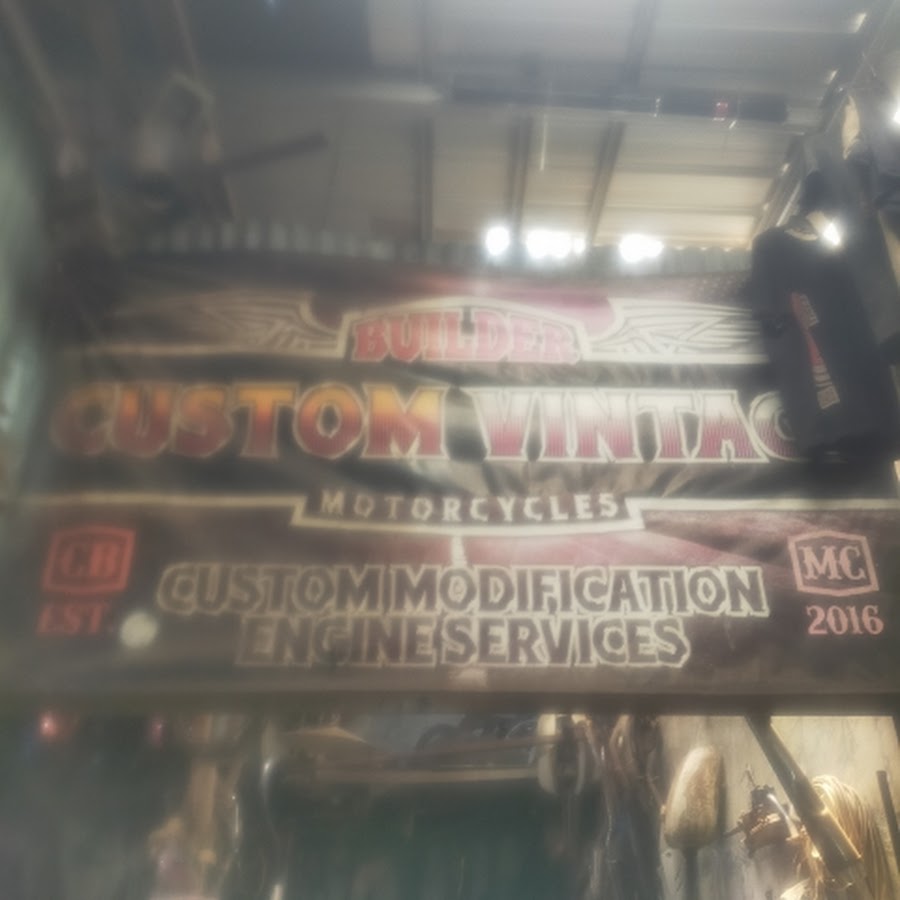 BUILDER
CUSTOM VINTAG
MOTORCYCLES
CB
MC
CUSTOM MODIFICATION
EST.
2016
ENGINE SERVICES